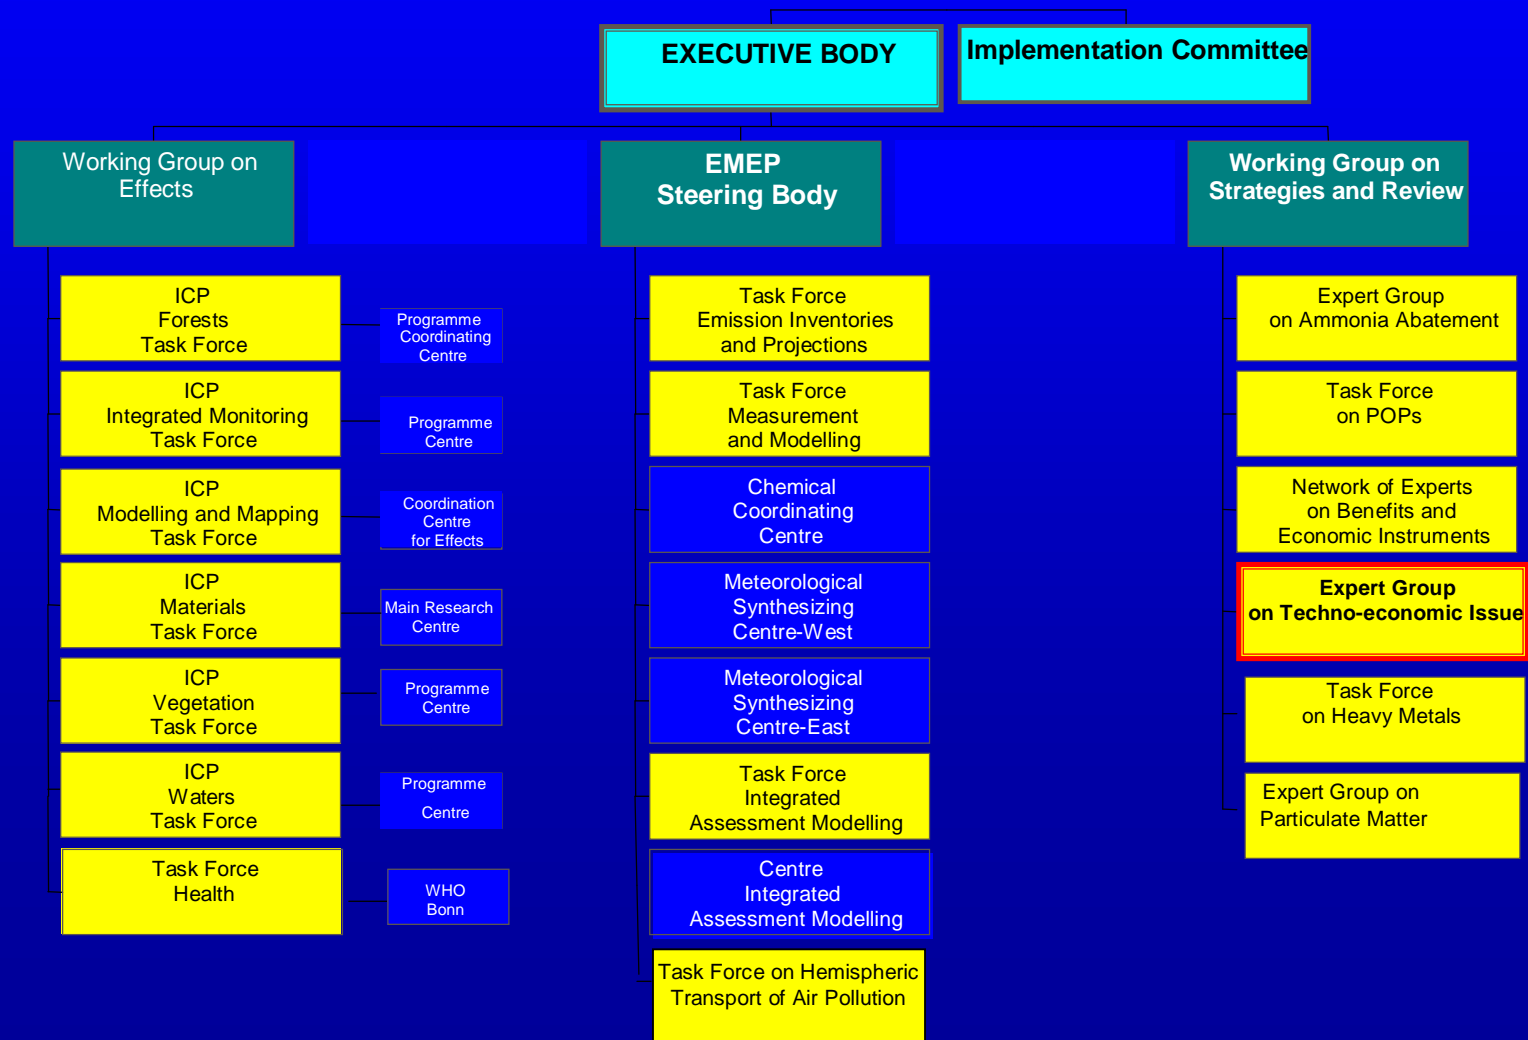 EXECUTIVE BODY
Implementation Committee
Working Group on
Effects
EMEP
Steering Body
Working Group on
Strategies and Review
ICP
Forests
Task Force
Programme
Coordinating
Centre
ICP
Integrated Monitoring
Task Force
Programme
Centre
ICP
Modelling and Mapping
Task Force
Coordination
Centre
for Effects
ICP
Materials
Task Force
Main Research
Centre
ICP
Vegetation
Task Force
Programme
Centre
ICP
Waters
Task Force
Programme
Centre
Task Force
Health
WHO
Bonn
Task Force
Emission Inventories
and Projections
Task Force
Measurement
and Modelling
Chemical
Coordinating
Centre
Meteorological
Synthesizing
Centre-West
Meteorological
Synthesizing
Centre-East
Task Force
Integrated
Assessment Modelling
Centre
Integrated
Assessment Modelling
Task Force on Hemispheric
Transport of Air Pollution
Expert Group
on Ammonia Abatement
Task Force
on POPs
Network of Experts
on Benefits and
Economic Instruments
Expert Group
on Techno-economic Issue
Task Force
on Heavy Metals
Expert Group on
Particulate Matter